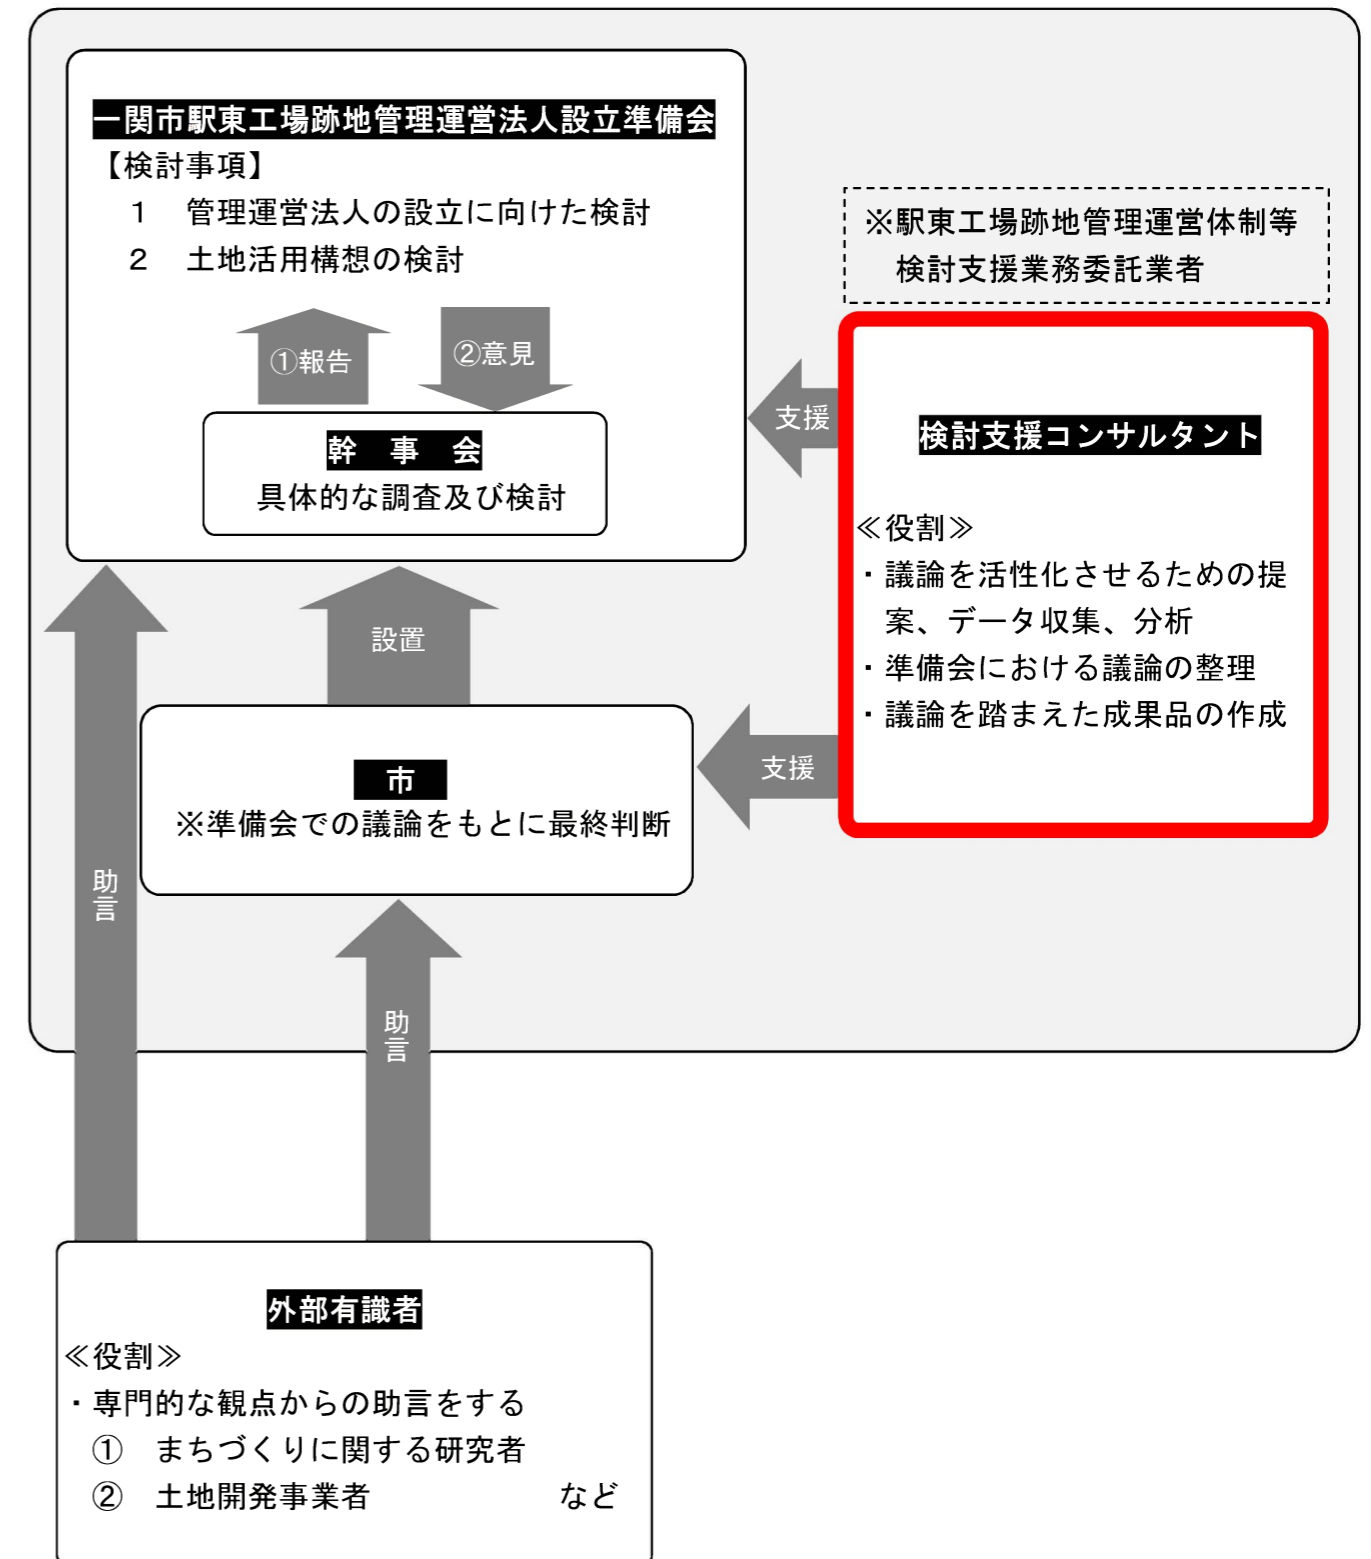 一関市駅東工場跡地管理運営法人設立準備会
【検討事項】
１　管理運営法人の設立に向けた検討
２　土地活用構想の検討
①報告
②意見
幹　事　会
具体的な調査及び検討
※駅東工場跡地管理運営体制等
検討支援業務委託業者
支援
検討支援コンサルタント
≪役割≫
・議論を活性化させるための提
案、データ収集、分析
・準備会における議論の整理
・議論を踏まえた成果品の作成
設置
市
※準備会での議論をもとに最終判断
支援
助言
助言
外部有識者
≪役割≫
・専門的な観点からの助言をする
①　まちづくりに関する研究者
②　土地開発事業者　　　　　　など